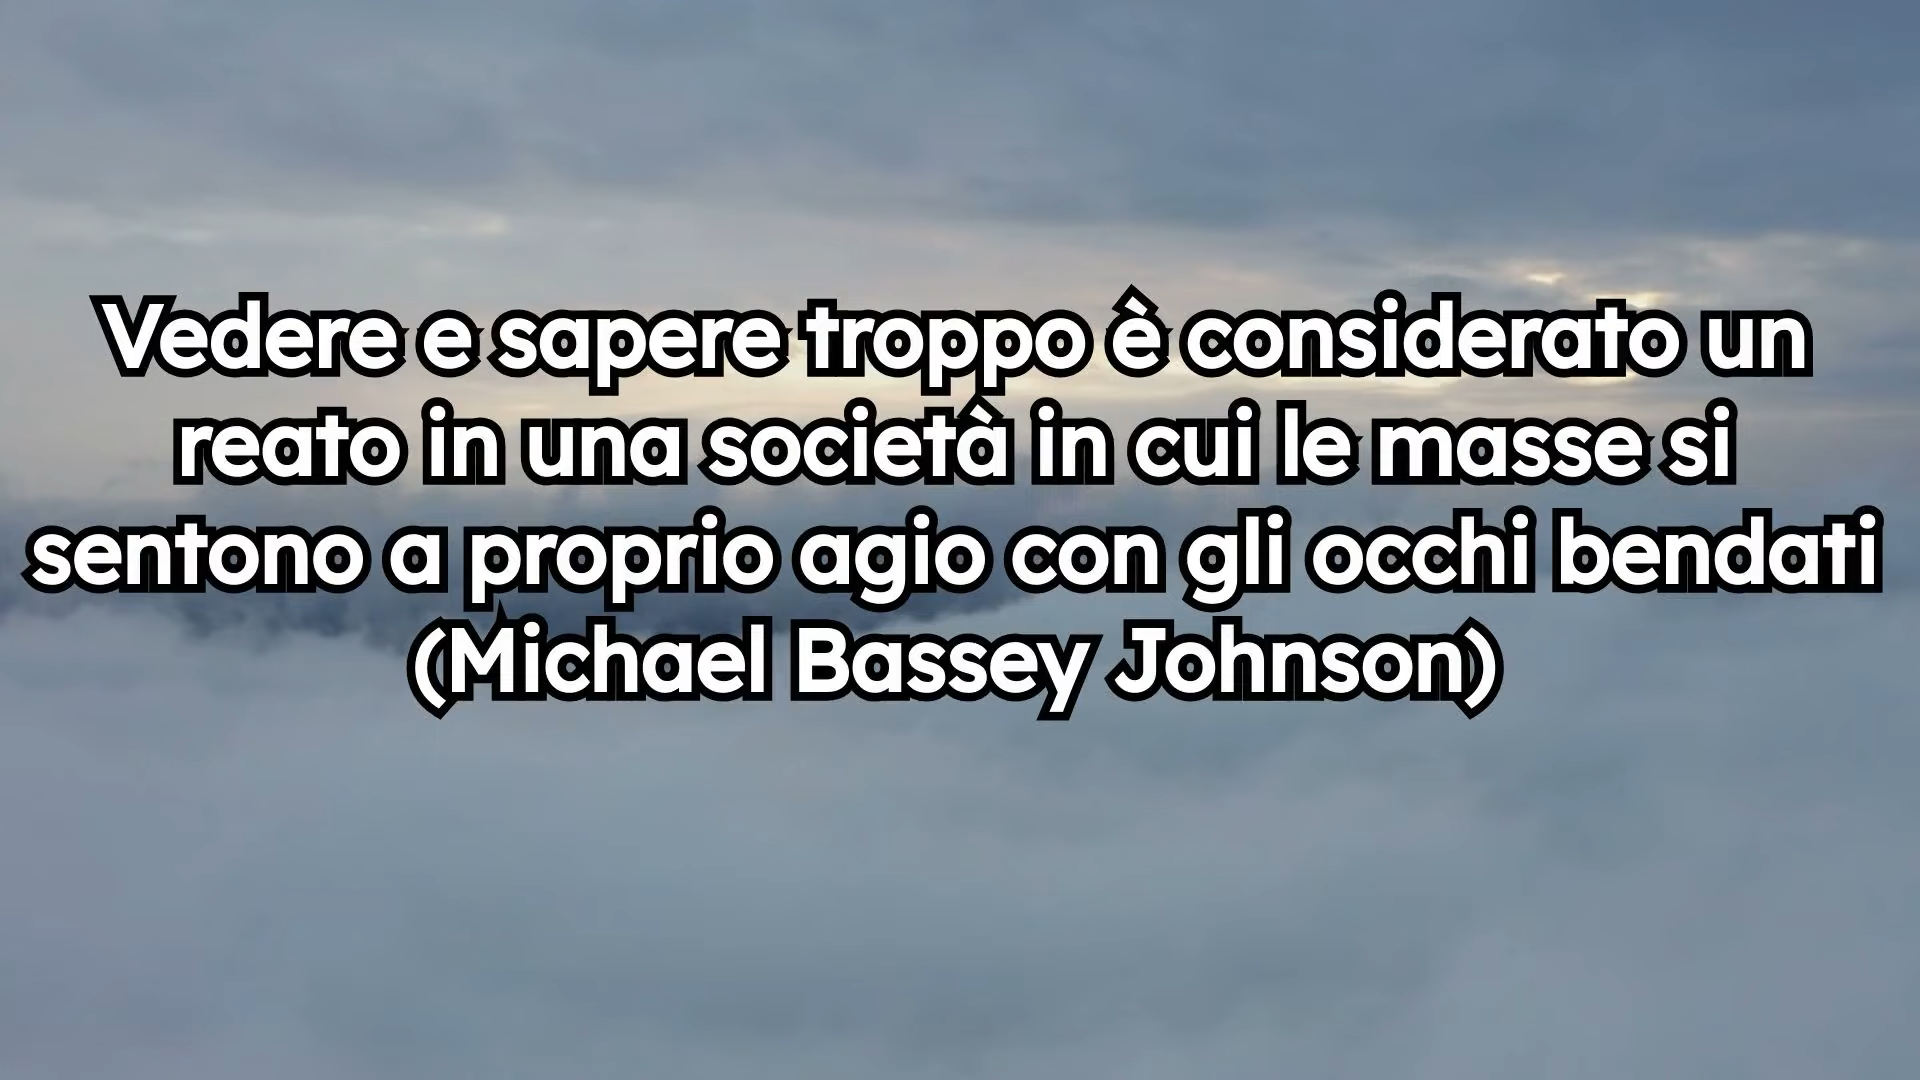 Vedere e sapere troppo è considerato un
reato in una società in cui le masse si
sentono a proprio agio con gli occhi bendati
(Michael Bassey Johnson)